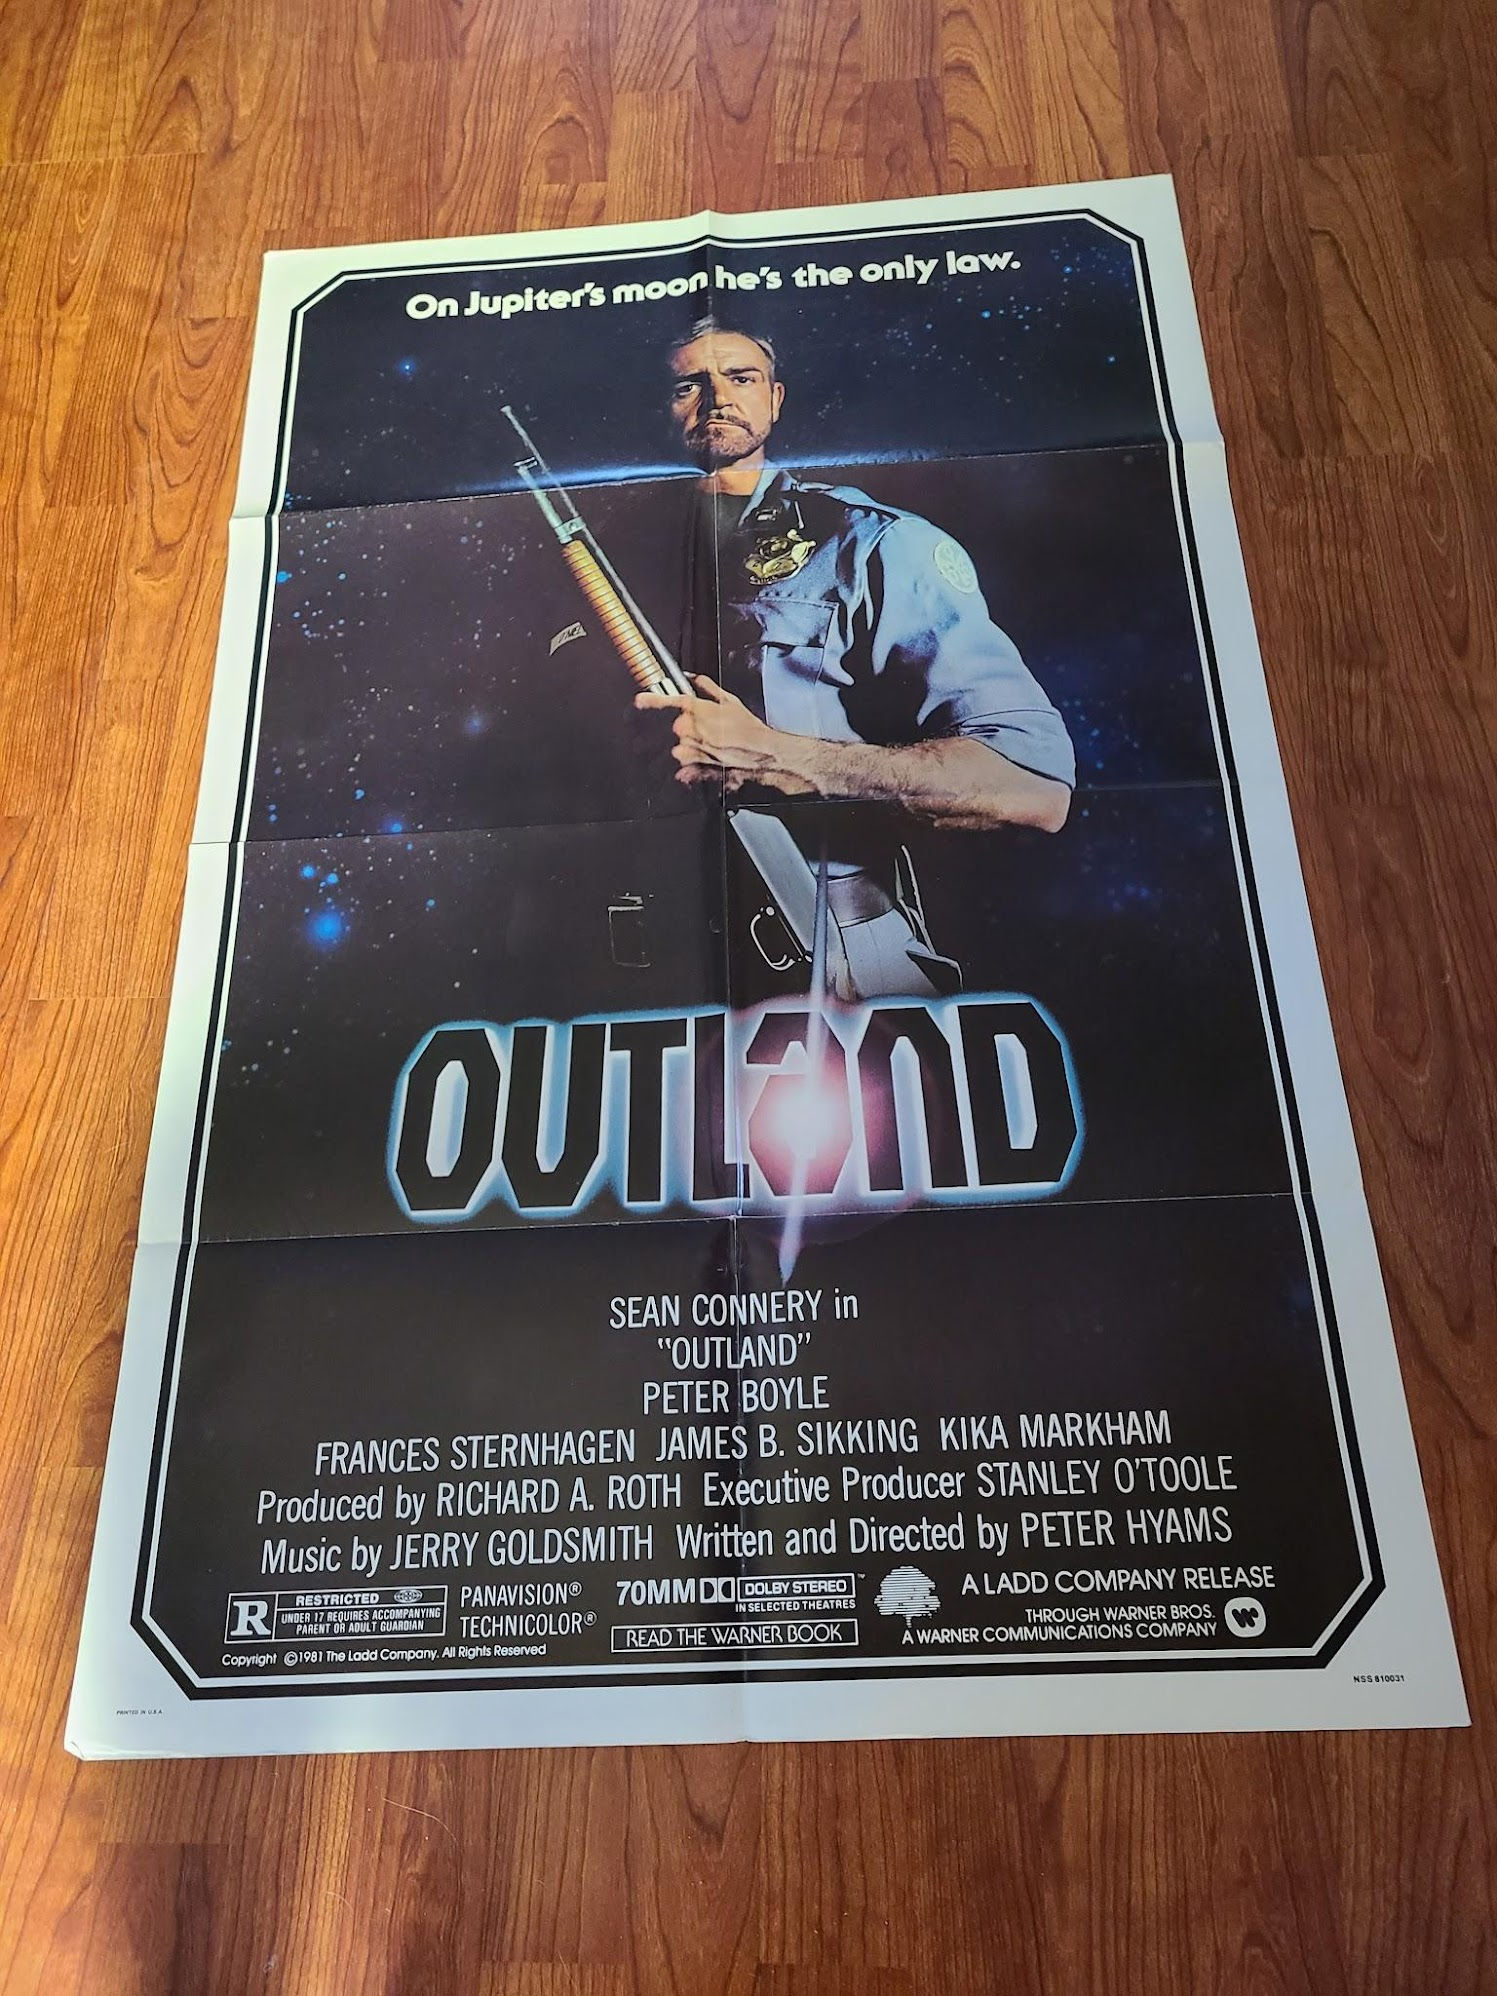 On Jupiter's moon he's the only law.
O'NIEL
OUTLAND
SEAN CONNERY in
"OUTLAND"
PETER BOYLE
FRANCES STERNHAGEN JAMES B. SIKKING KIKA MARKHAM
Produced by RICHARD A. ROTH Executive Producer STANLEY O'TOOLE
Music by JERRY GOLDSMITH Written and Directed by PETER HYAMS
R RESTRICTED
UNDER 17 REQUIRES ACCOMPANYING
PARENT OR ADULT GUARDIAN
PANAVISION®
TECHNICOLOR®
70MM DOLBY STEREO™
IN SELECTED THEATRES
READ THE WARNER BOOK
A LADD COMPANY RELEASE
THROUGH WARNER BROS.
A WARNER COMMUNICATIONS COMPANY
Copyright ©1981 The Ladd Company. All Rights Reserved
PRINTED IN U.S.A.
NSS 810031